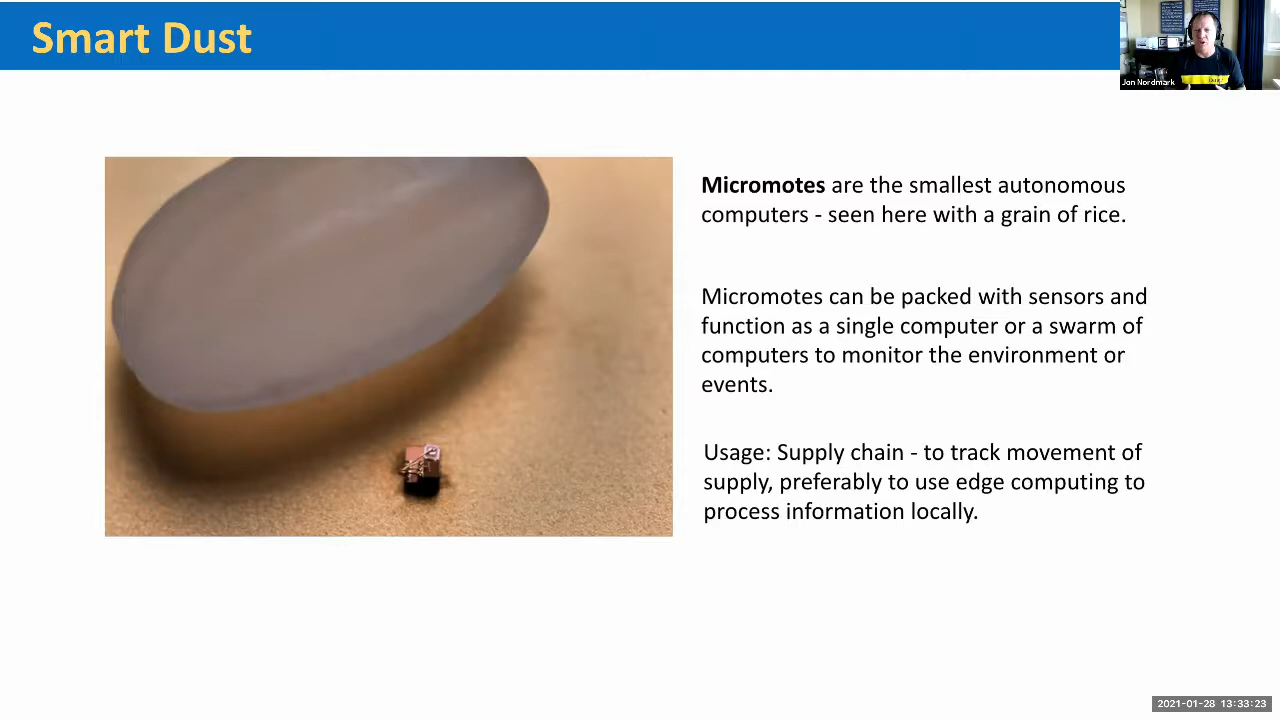 Smart Dust
Jon Nordmark
Micromotes are the smallest autonomous
computers - seen here with a grain of rice.
Micromotes can be packed with sensors and
function as a single computer or a swarm of
computers to monitor the environment or
events.
Usage: Supply chain - to track movement of
supply, preferably to use edge computing to
process information locally.
2021-01-28 13:33:23